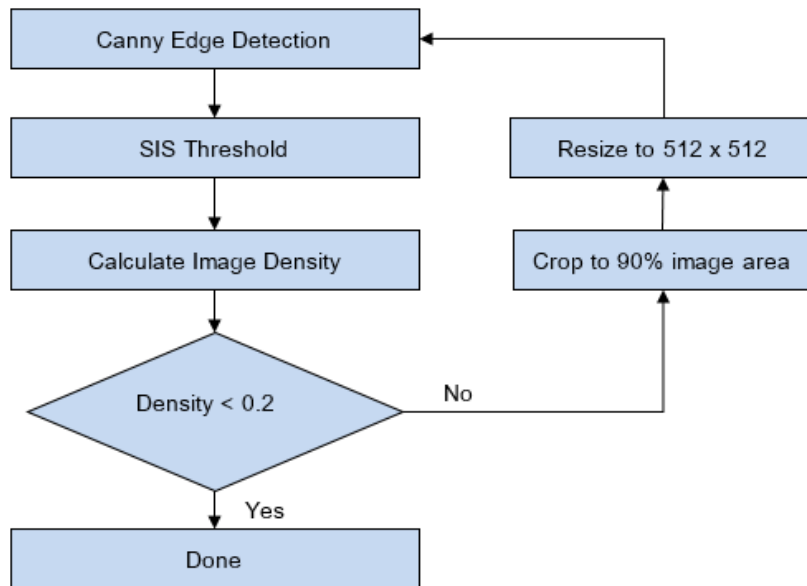 Canny Edge Detection
SIS Threshold
Calculate Image Density
Density < 0.2
Yes
Done
No
Crop to 90% image area
Resize to 512 x 512